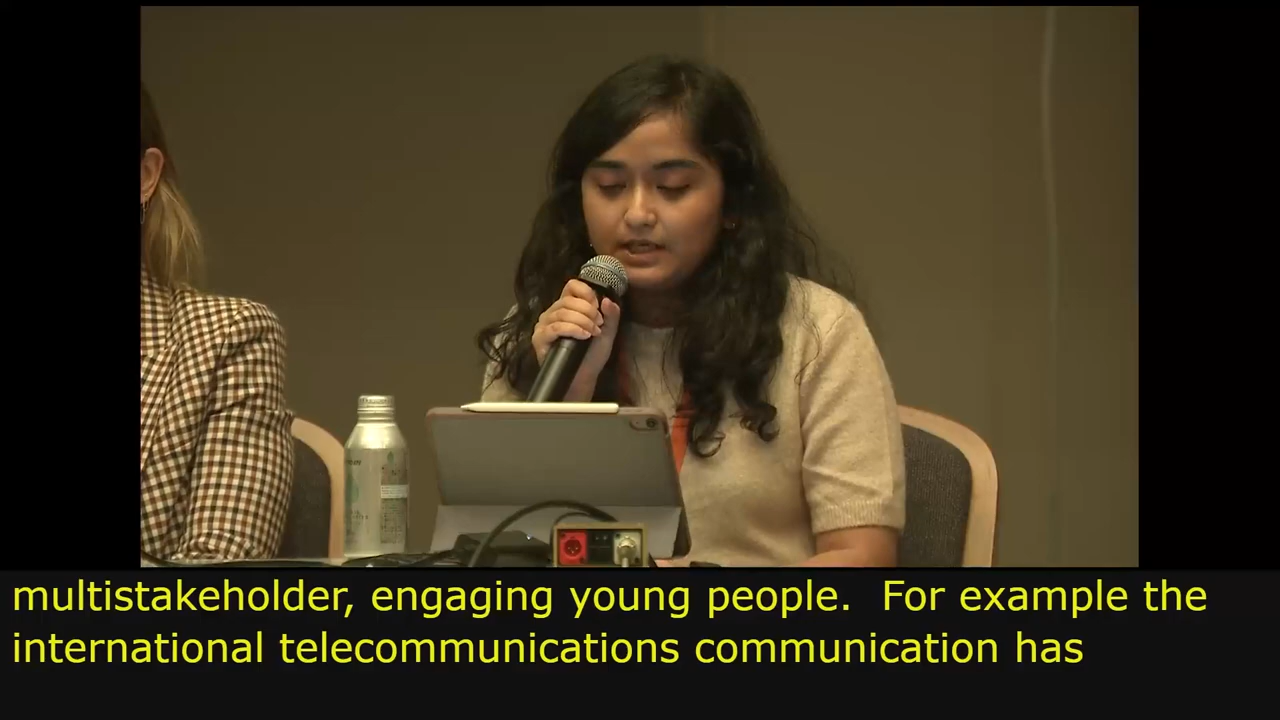 multistakeholder, engaging young people.  For example the
international telecommunications communication has